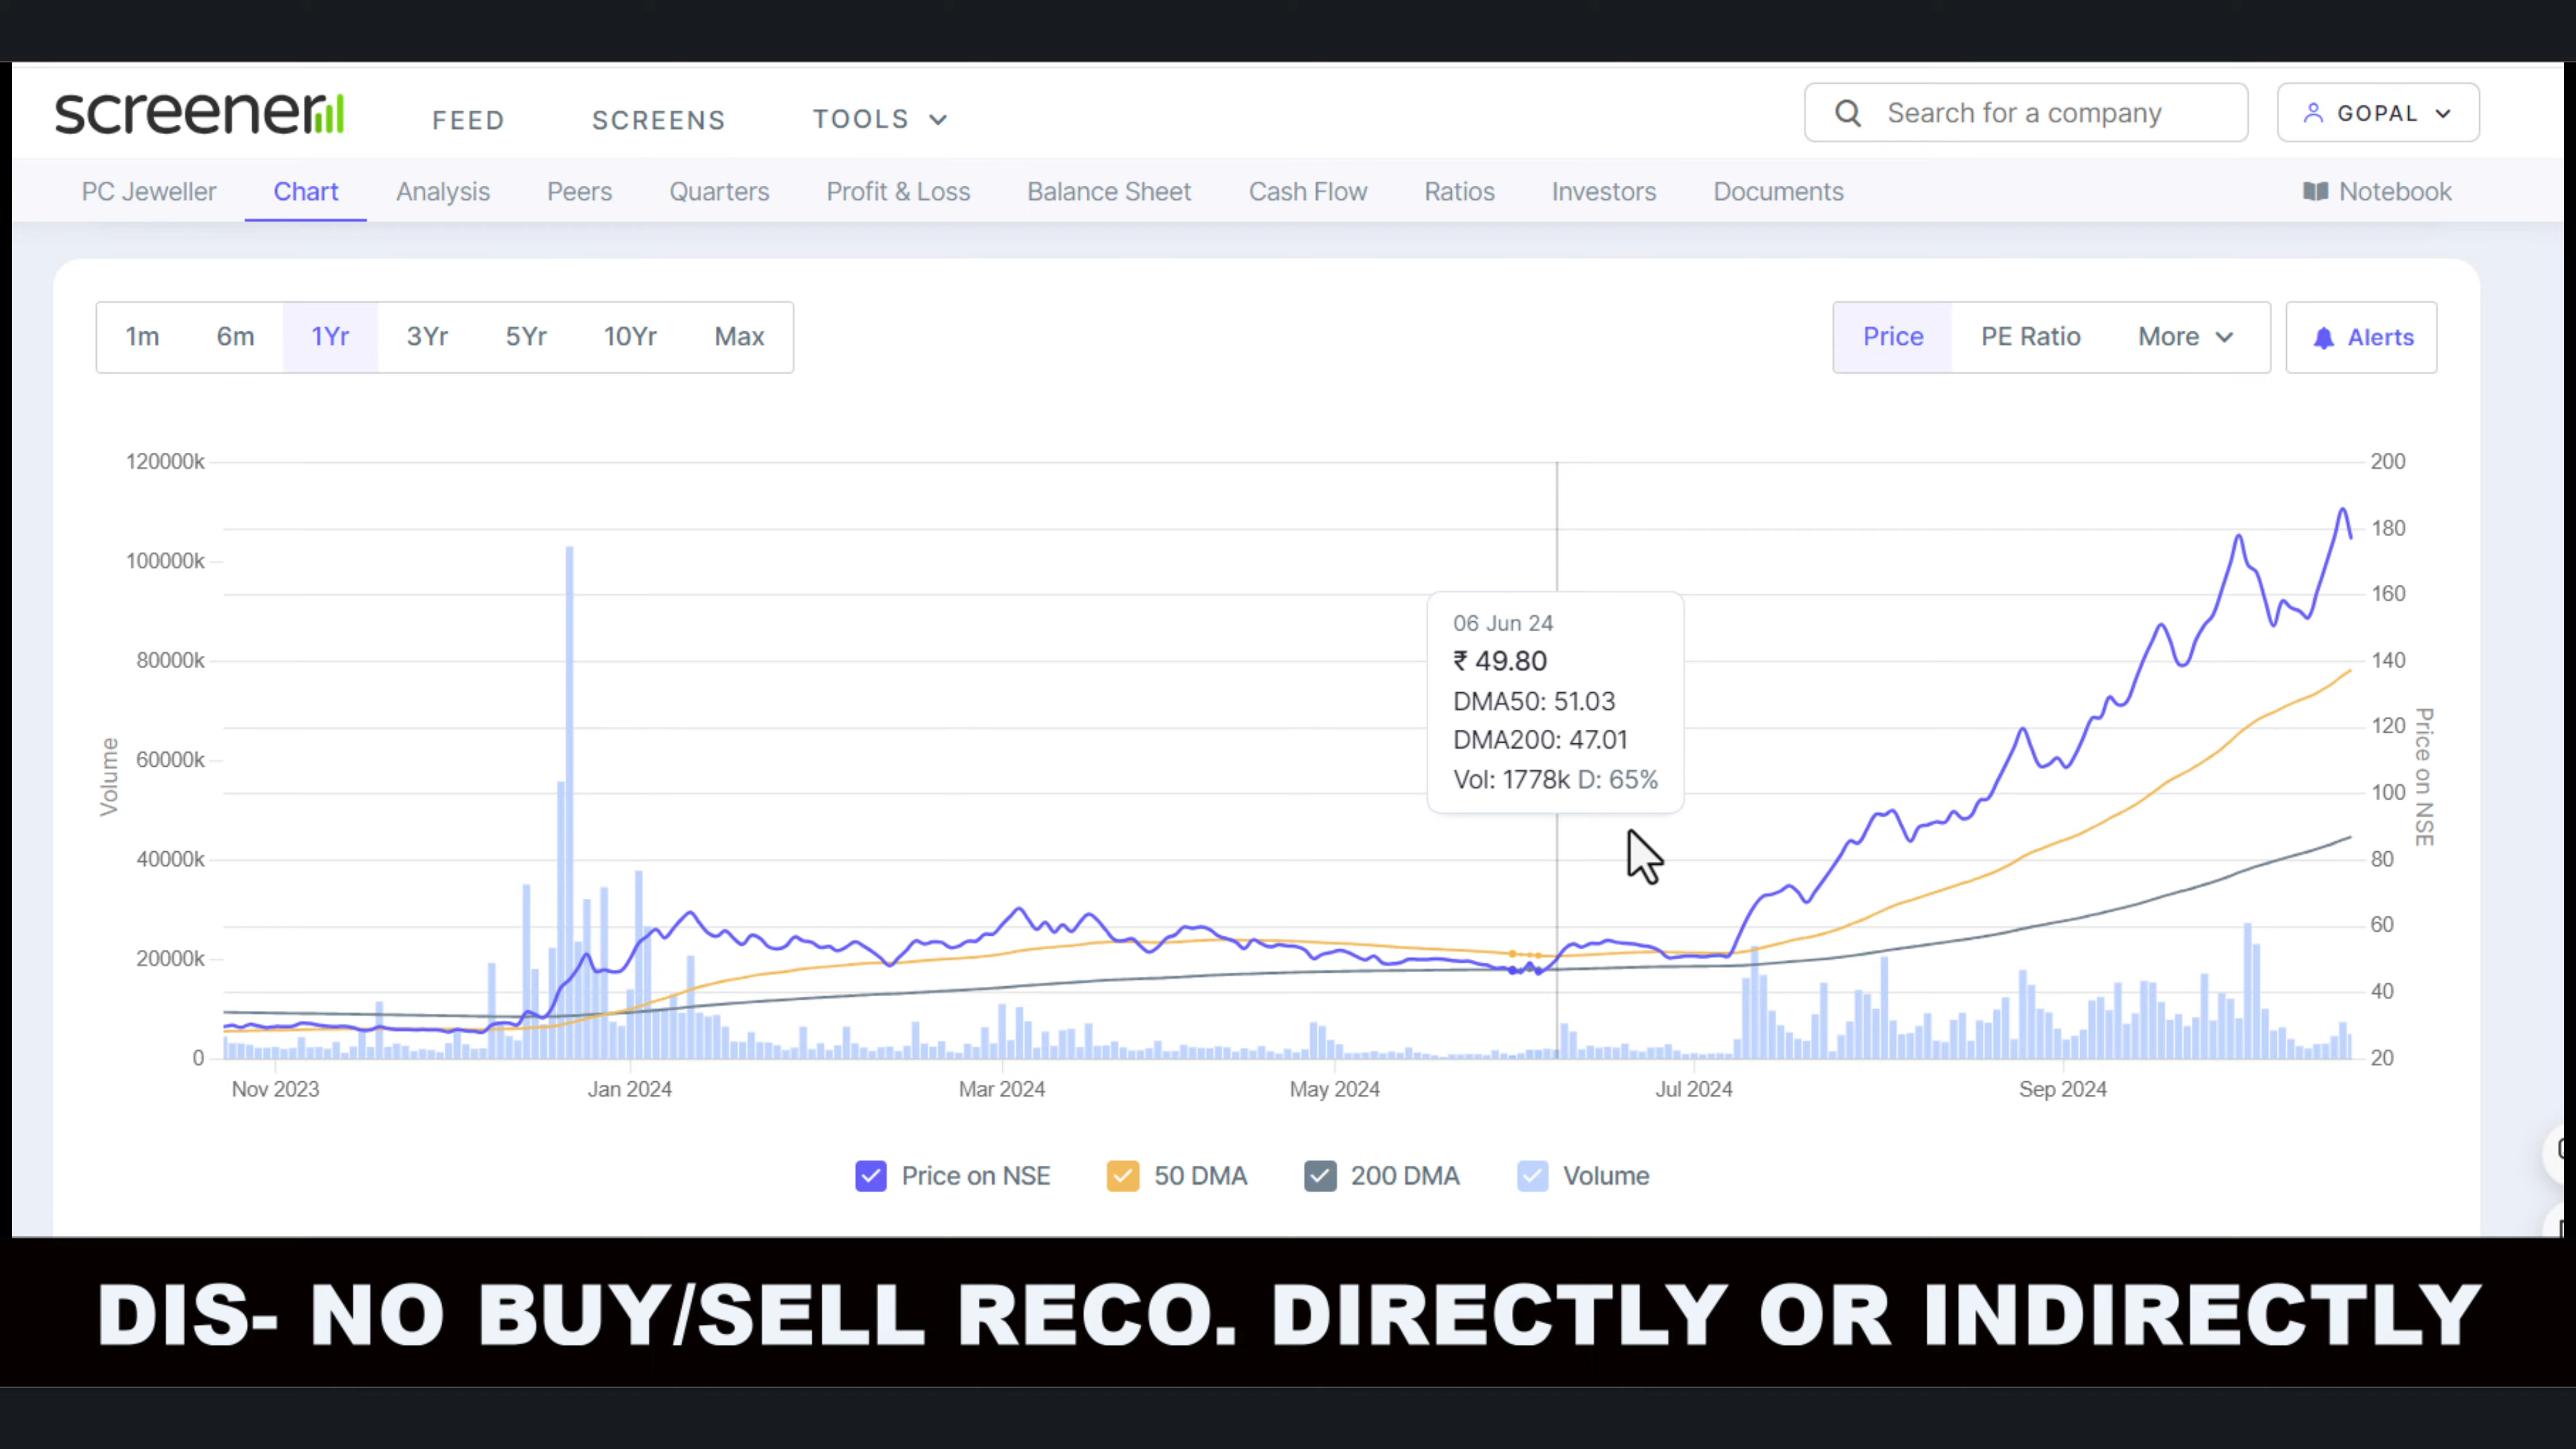 screener
FEED SCREENS TOOLS
Search for a company
GOPAL
PC Jeweller Chart Analysis Peers Quarters Profit & Loss Balance Sheet Cash Flow Ratios Investors Documents Notebook
1m 6m 1Yr 3Yr 5Yr 10Yr Max
Price PE Ratio More Alerts
120000k
100000k
80000k
60000k
40000k
20000k
0
Volume
200
180
160
140
120
100
80
60
40
20
Price on NSE
06 Jun 24
₹ 49.80
DMA50: 51.03
DMA200: 47.01
Vol: 1778k D: 65%
Nov 2023 Jan 2024 Mar 2024 May 2024 Jul 2024 Sep 2024
Price on NSE 50 DMA 200 DMA Volume
DIS- NO BUY/SELL RECO. DIRECTLY OR INDIRECTLY